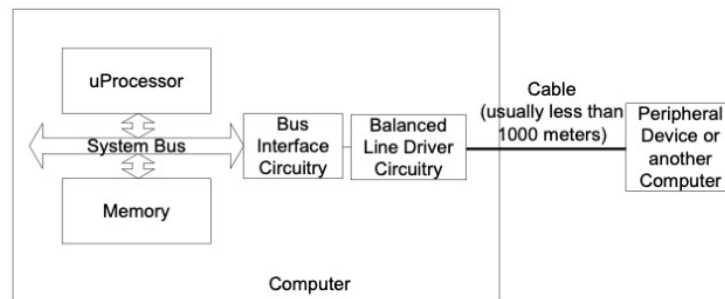 uProcessor
System Bus
Memory
Bus
Interface
Circuitry
Balanced
Line Driver
Circuitry
Cable
(usually less than
1000 meters)
Peripheral
Device or
another
Computer
Computer